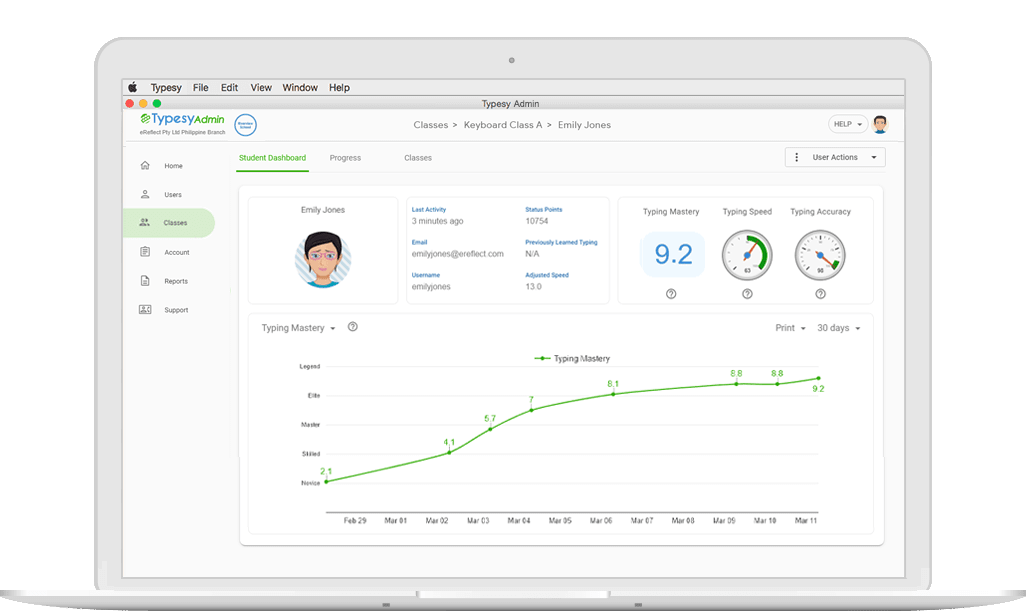 Typesy File Edit View Window Help
Typesy Admin
TypesyAdmin
eReflect Pty Ltd Philippine Branch
Classes > Keyboard Class A > Emily Jones
HELP
Home
Users
Classes
Account
Reports
Support
Student Dashboard Progress Classes
User Actions
Emily Jones
Last Activity
3 minutes ago
Email
emilyjones@ereflect.com
Username
emilyjones
Status Points
10754
Previously Learned Typing
N/A
Adjusted Speed
13 0
Typing Mastery Typing Speed Typing Accuracy
9.2 63 98
Typing Mastery
Print 30 days
Typing Mastery
Legend
Elite
Master
Skilled
Novice
2.1 4.1 5.7 7 8.1 8.8 8.8 9.2
Feb 29 Mar 01 Mar 02 Mar 03 Mar 04 Mar 05 Mar 06 Mar 07 Mar 08 Mar 09 Mar 10 Mar 11